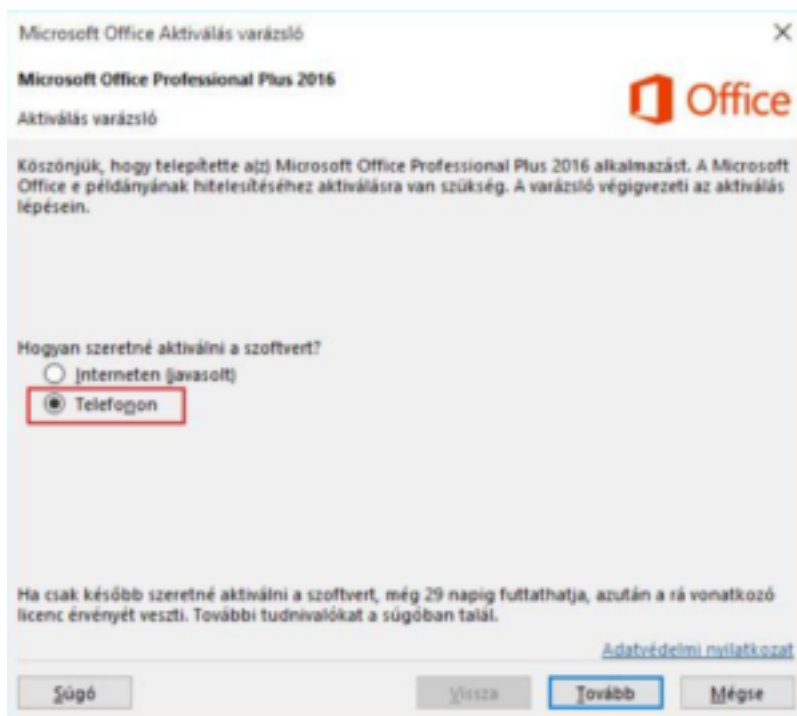 Microsoft Office Aktiválás varázsló
Microsoft Office Professional Plus 2016
Office
Aktiválás varázsló
Köszönjük, hogy telepítette a(z) Microsoft Office Professional Plus 2016 alkalmazást. A Microsoft
Office e példányának hitelesítéséhez aktiválásra van szükség. A varázsló végigvezeti az aktiválás
lépésein.
Hogyan szeretné aktiválni a szoftvert?
Interneten (javasolt)
Telefonon
Ha csak később szeretné aktiválni a szoftvert, még 29 napig futtathatja, azután a rá vonatkozó
licenc érvényét veszti. További tudnivalókat a súgóban talál.
Adatvédelmi nyilatkozat
Súgó
Vissza
Tovább
Mégse